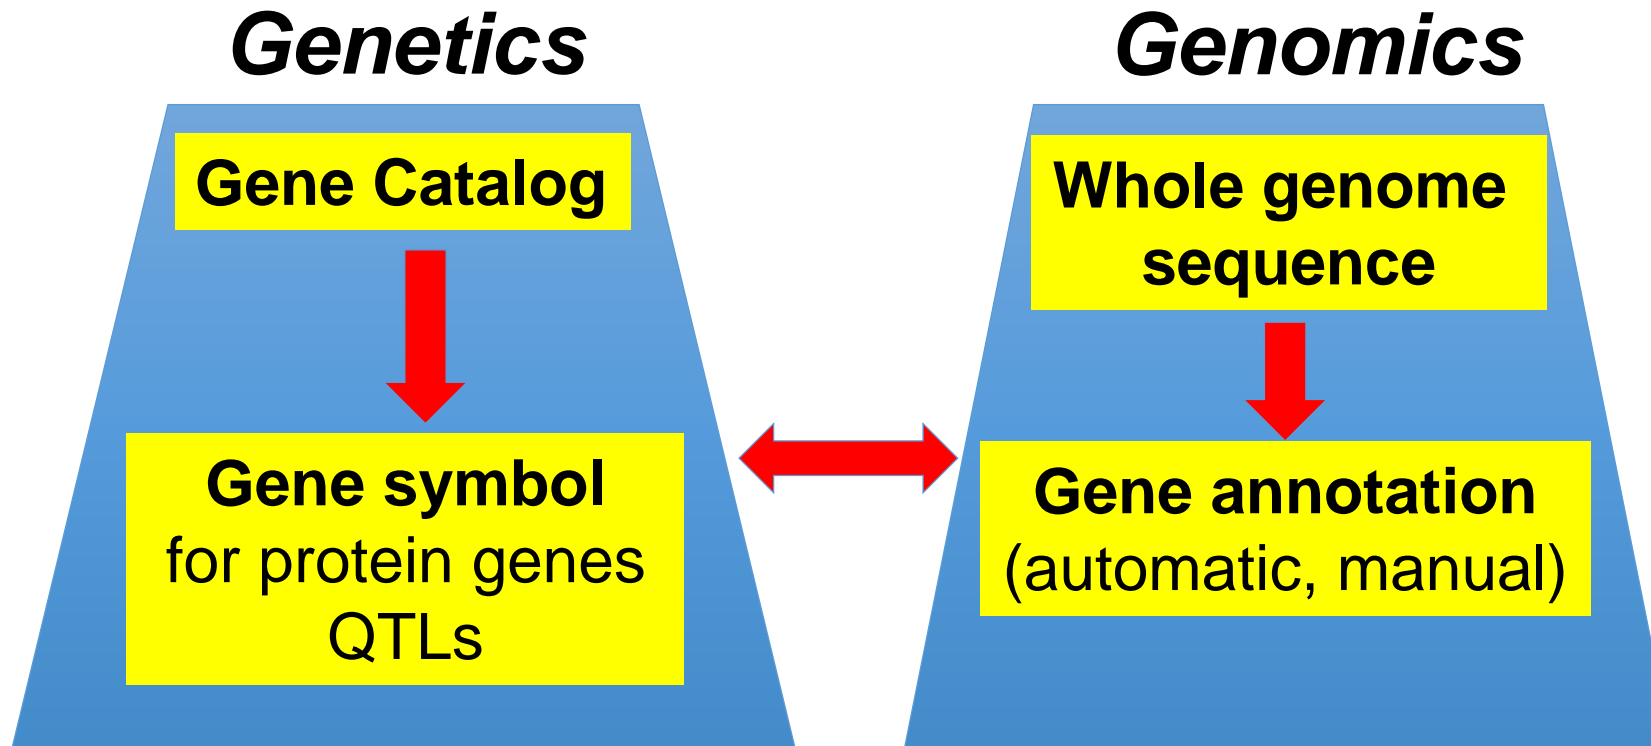 Genetics
Gene Catalog
Gene symbol
for protein genes
QTLs
Genomics
Whole genome
sequence
Gene annotation
(automatic, manual)